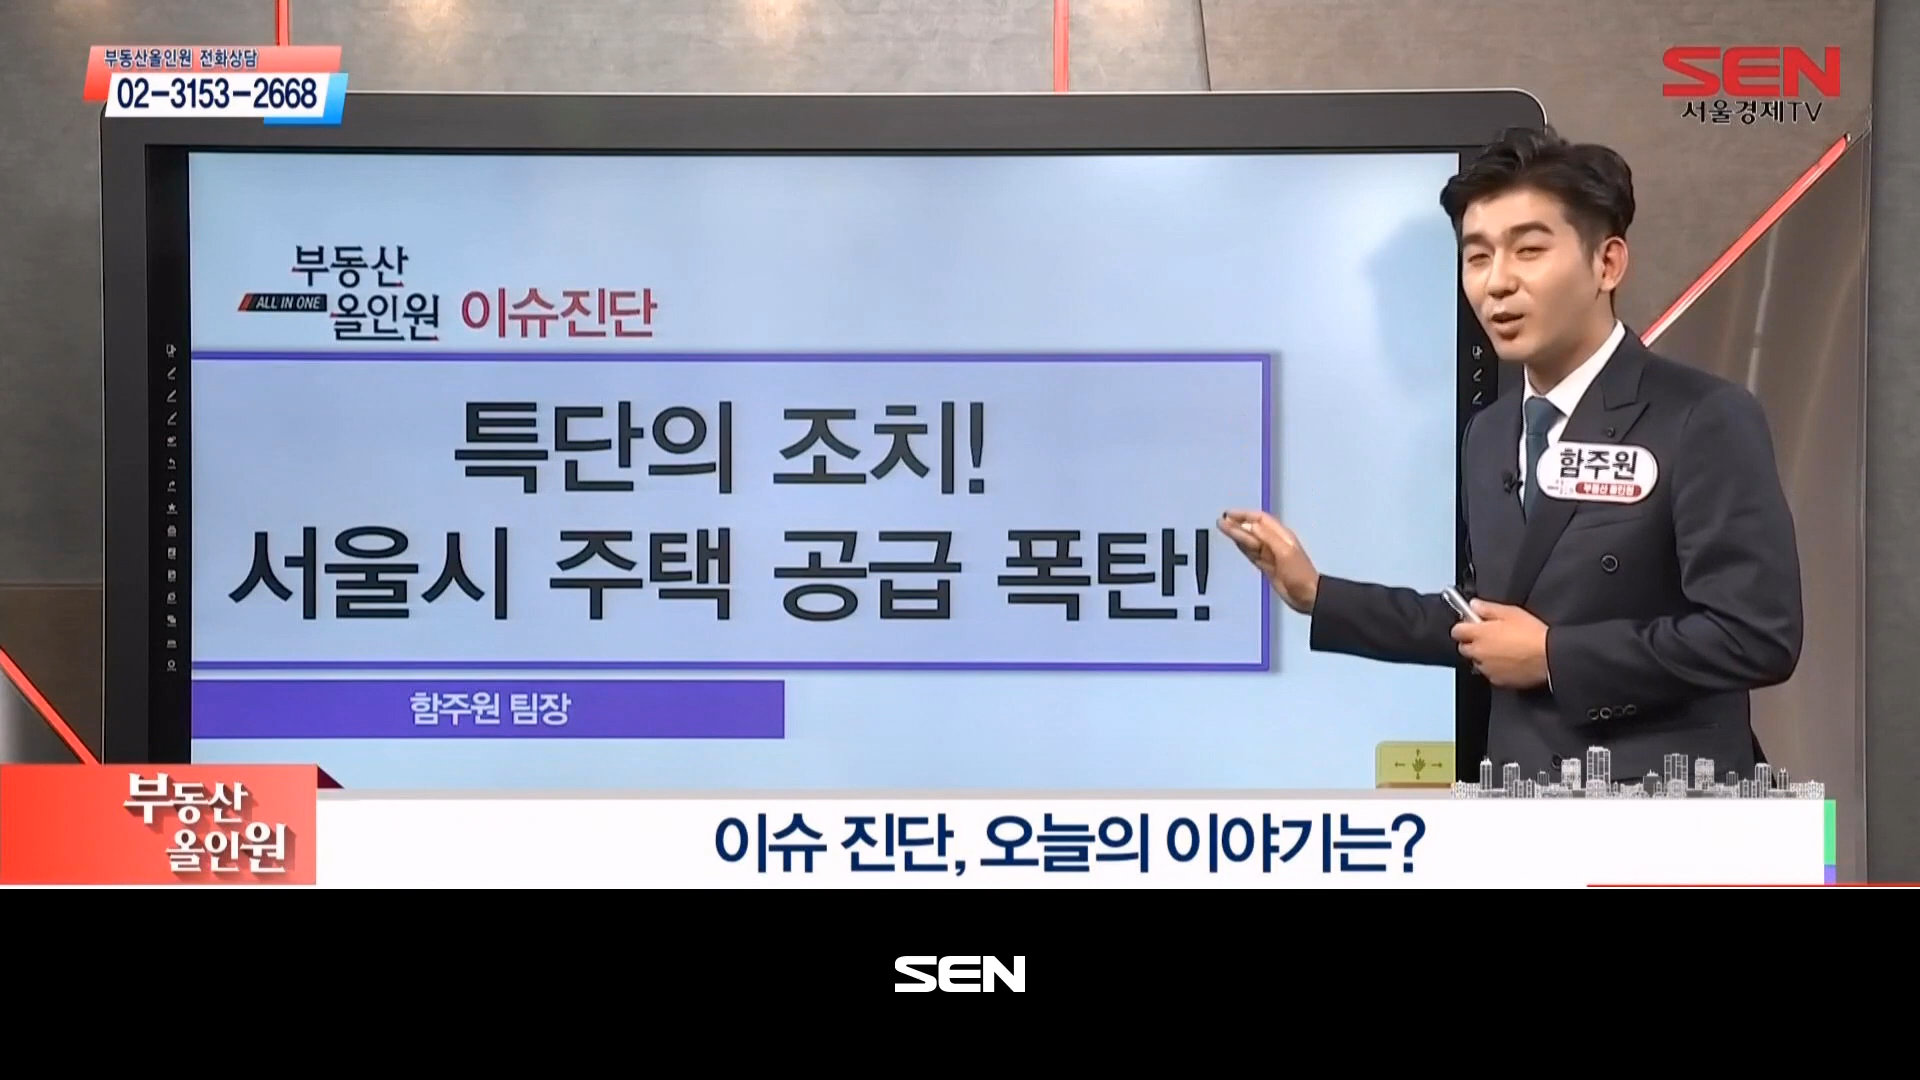 부동산올인원 전화상담
02-3153-2668
SEN
서울경제TV
부동산
ALL IN ONE
올인원 이슈진단
특단의 조치!
서울시 주택 공급 폭탄!
함주원 팀장
함주원
부동산 올인원
부동산
올인원
이슈 진단, 오늘의 이야기는?
SEN